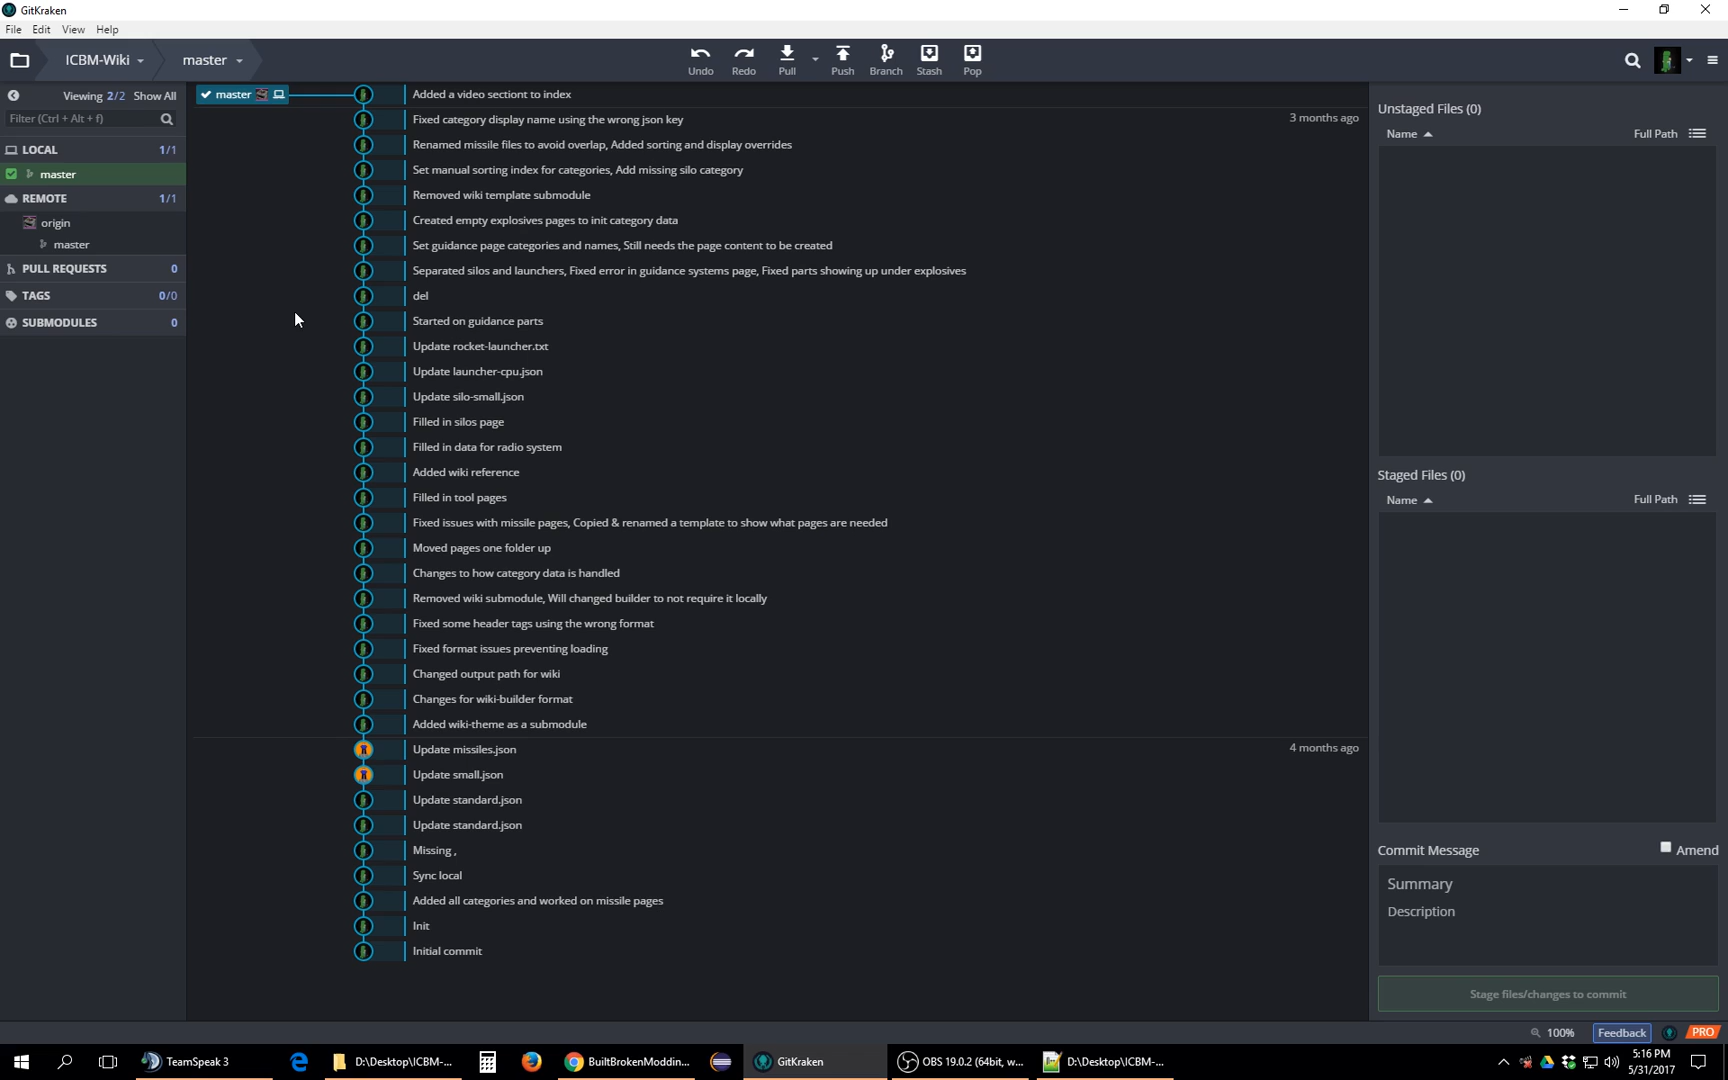 GitKraken
File Edit View Help
ICBM-Wiki master
Undo Redo Pull Push Branch Stash Pop
Viewing 2/2 Show All
Filter (Ctrl + Alt + f)
LOCAL 1/1
master
REMOTE 1/1
origin
master
PULL REQUESTS 0
TAGS 0/0
SUBMODULES 0
master Added a video sectiont to index
Fixed category display name using the wrong json key 3 months ago
Renamed missile files to avoid overlap, Added sorting and display overrides
Set manual sorting index for categories, Add missing silo category
Removed wiki template submodule
Created empty explosives pages to init category data
Set guidance page categories and names, Still needs the page content to be created
Separated silos and launchers, Fixed error in guidance systems page, Fixed parts showing up under explosives
del
Started on guidance parts
Update rocket-launcher.txt
Update launcher-cpu.json
Update silo-small.json
Filled in silos page
Filled in data for radio system
Added wiki reference
Filled in tool pages
Fixed issues with missile pages, Copied & renamed a template to show what pages are needed
Moved pages one folder up
Changes to how category data is handled
Removed wiki submodule, Will changed builder to not require it locally
Fixed some header tags using the wrong format
Fixed format issues preventing loading
Changed output path for wiki
Changes for wiki-builder format
Added wiki-theme as a submodule
Update missiles.json 4 months ago
Update small.json
Update standard.json
Update standard.json
Missing ,
Sync local
Added all categories and worked on missile pages
Init
Initial commit
Unstaged Files (0)
Name Full Path
Staged Files (0)
Name Full Path
Commit Message Amend
Summary
Description
Stage files/changes to commit
100% Feedback PRO
TeamSpeak 3 D:\Desktop\ICBM-... BuiltBrokenModdin... GitKraken OBS 19.0.2 (64bit, w... D:\Desktop\ICBM-...
5:16 PM
5/31/2017